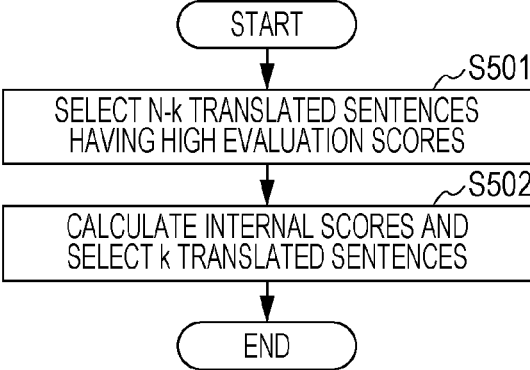 START
S501
SELECT N-k TRANSLATED SENTENCES
HAVING HIGH EVALUATION SCORES
S502
CALCULATE INTERNAL SCORES AND
SELECT k TRANSLATED SENTENCES
END